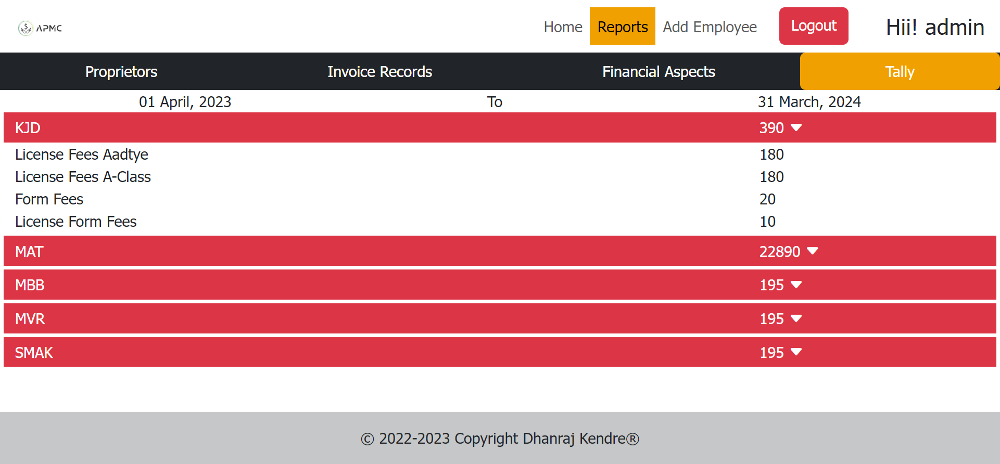 APMC Home Reports Add Employee Logout Hii! admin
Proprietors Invoice Records Financial Aspects Tally
01 April, 2023 To 31 March, 2024
KJD 390
License Fees Aadtye 180
License Fees A-Class 180
Form Fees 20
License Form Fees 10
MAT 22890
MBB 195
MVR 195
SMAK 195
© 2022-2023 Copyright Dhanraj Kendre®